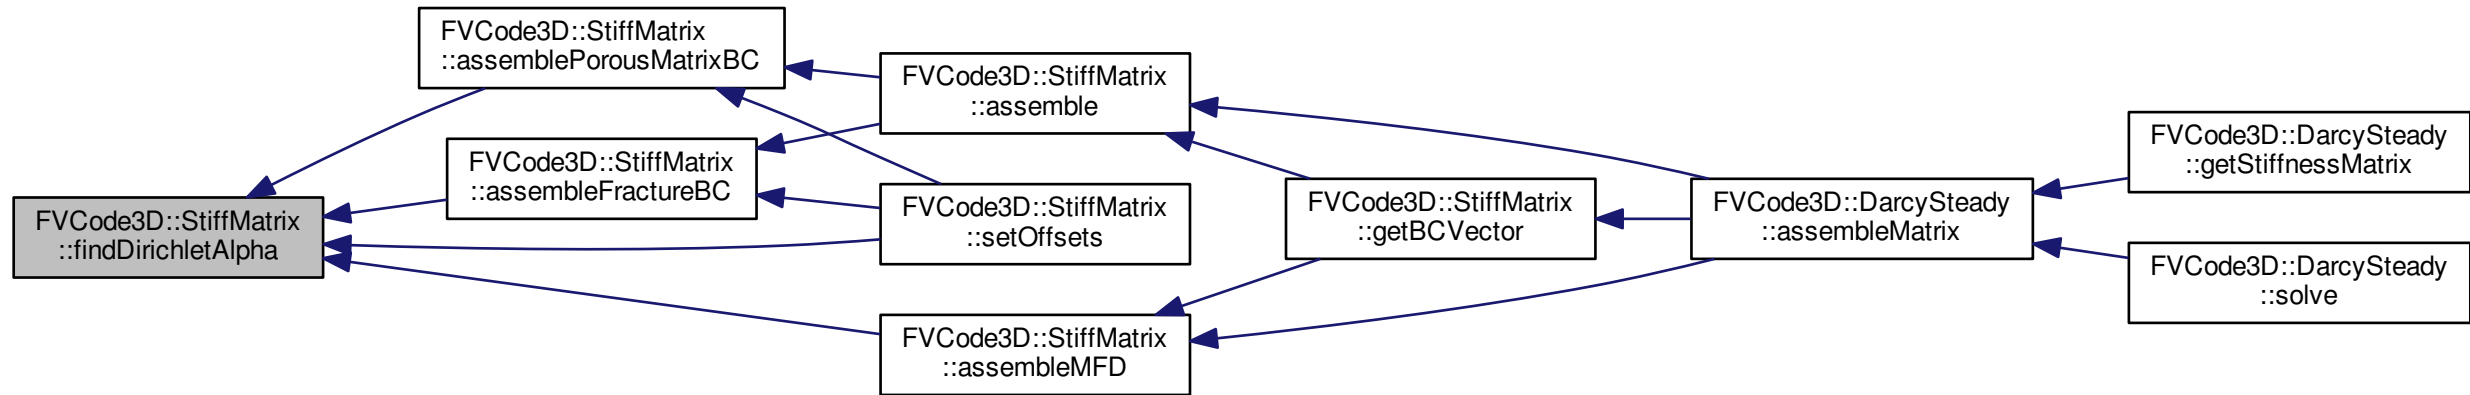 FVCode3D::StiffMatrix
::findDirichletAlpha
FVCode3D::StiffMatrix
::assemblePorousMatrixBC
FVCode3D::StiffMatrix
::assembleFractureBC
FVCode3D::StiffMatrix
::assemble
FVCode3D::StiffMatrix
::setOffsets
FVCode3D::StiffMatrix
::assembleMFD
FVCode3D::StiffMatrix
::getBCVector
FVCode3D::DarcySteady
::assembleMatrix
FVCode3D::DarcySteady
::getStiffnessMatrix
FVCode3D::DarcySteady
::solve